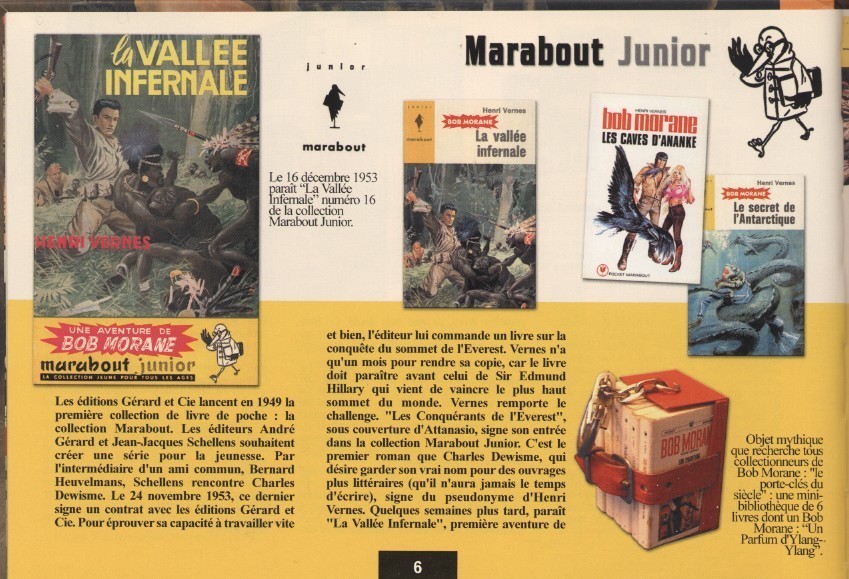 la VALLÉE
INFERNALE
HENRI VERNES
UNE AVENTURE DE
BOB MORANE
marabout junior
LA COLLECTION JEUNE POUR TOUS LES AGES
junior
marabout
Le 16 décembre 1953
paraît “La Vallée
Infernale” numéro 16
de la collection
Marabout Junior.
Marabout Junior
junior
marabout
Henri Vernes
BOB MORANE
La vallée
infernale
HENRI VERNES
bob morane
LES CAVES D'ANANKE
POCKET MARABOUT
Henri Vernes
BOB MORANE
Le secret de
l'Antarctique
Les éditions Gérard et Cie lancent en 1949 la
première collection de livre de poche : la
collection Marabout. Les éditeurs André
Gérard et Jean-Jacques Schellens souhaitent
créer une série pour la jeunesse. Par
l'intermédiaire d'un ami commun, Bernard
Heuvelmans, Schellens rencontre Charles
Dewisme. Le 24 novembre 1953, ce dernier
signe un contrat avec les éditions Gérard et
Cie. Pour éprouver sa capacité à travailler vite
et bien, l'éditeur lui commande un livre sur la
conquête du sommet de l'Everest. Vernes n'a
qu'un mois pour rendre sa copie, car le livre
doit paraître avant celui de Sir Edmund
Hillary qui vient de vaincre le plus haut
sommet du monde. Vernes remporte le
challenge. "Les Conquérants de l'Everest",
sous couverture d'Attanasio, signe son entrée
dans la collection Marabout Junior. C'est le
premier roman que Charles Dewisme, qui
désire garder son vrai nom pour des ouvrages
plus littéraires (qu'il n'aura jamais le temps
d'écrire), signe du pseudonyme d'Henri
Vernes. Quelques semaines plus tard, paraît
"La Vallée Infernale", première aventure de
BOB MORANE
Objet mythique
que recherche tous
collectionneurs de
Bob Morane : "le
porte-clés du
siècle" : une mini-
bibliothèque de 6
livres dont un Bob
Morane : “Un
Parfum d'Ylang-
Ylang”.
6